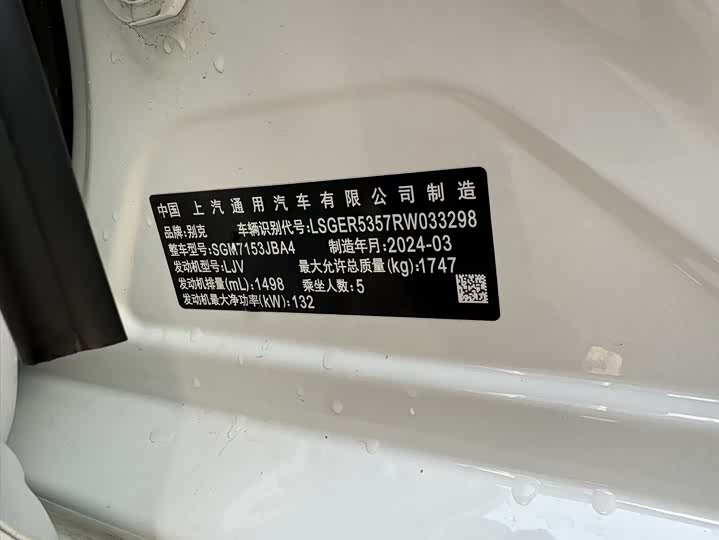 中国 上汽通用汽车有限公司制造
品牌:别克 车辆识别代号:LSGER5357RW033298
整车型号:SGM7153JBA4 制造年月:2024-03
发动机型号:LJV 最大允许总质量(kg):1747
发动机排量(mL):1498 乘坐人数:5
发动机最大净功率(kW):132